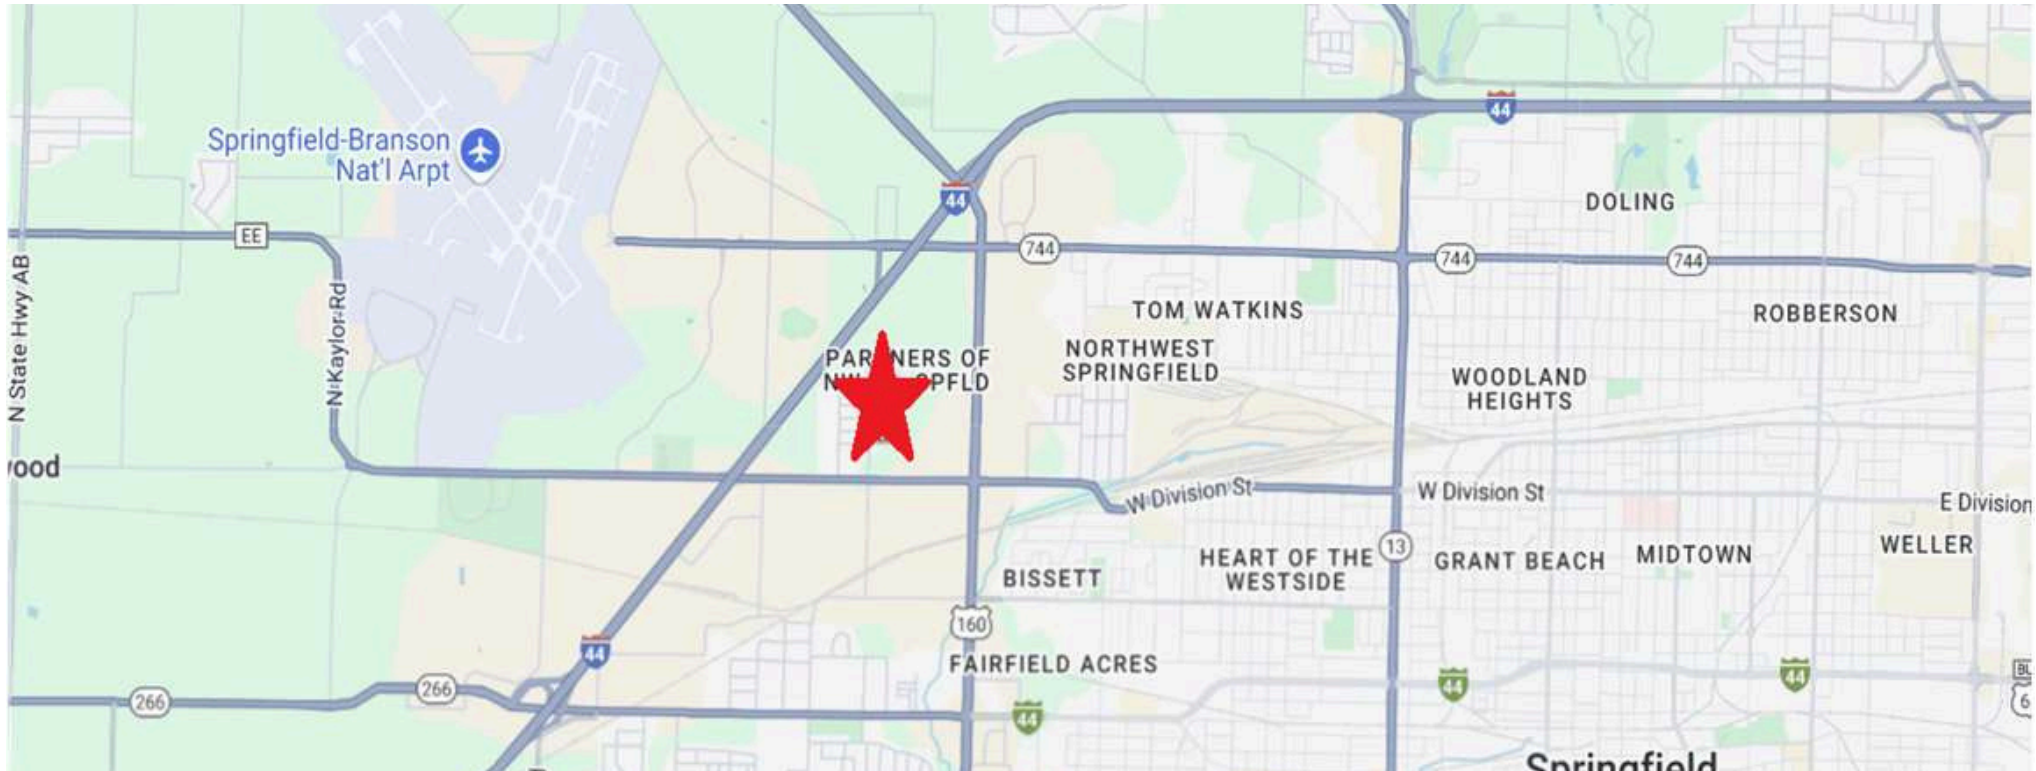 44
Springfield-Branson
Nat'l Arpt
44
DOLING
EE
744
744
744
N State Hwy AB
N Kaylor Rd
TOM WATKINS
ROBBERSON
NORTHWEST
SPRINGFIELD
OF
WOODLAND
HEIGHTS
W Division St
W Division St
E Division
13
HEART OF THE
WESTSIDE
GRANT BEACH
MIDTOWN
WELLER
BISSETT
160
44
FAIRFIELD ACRES
266
266
44
44
44
Springfield